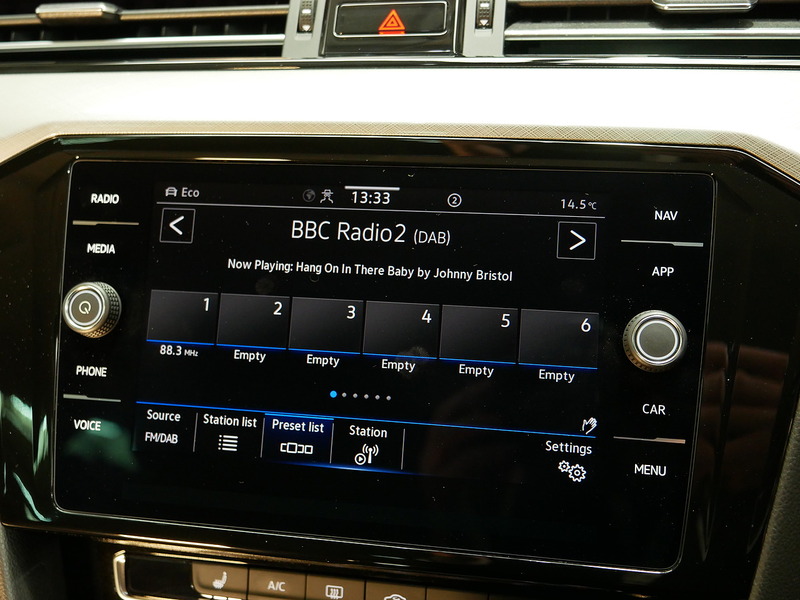 RADIO
MEDIA
PHONE
VOICE
Eco
13:33
2
14.5°C
<
BBC Radio2 (DAB)
>
Now Playing: Hang On In There Baby by Johnny Bristol
1
2
3
4
5
6
88.3 MHz
Empty
Empty
Empty
Empty
Empty
Source
FM/DAB
Station list
Preset list
Station
Settings
NAV
APP
CAR
MENU
A/C